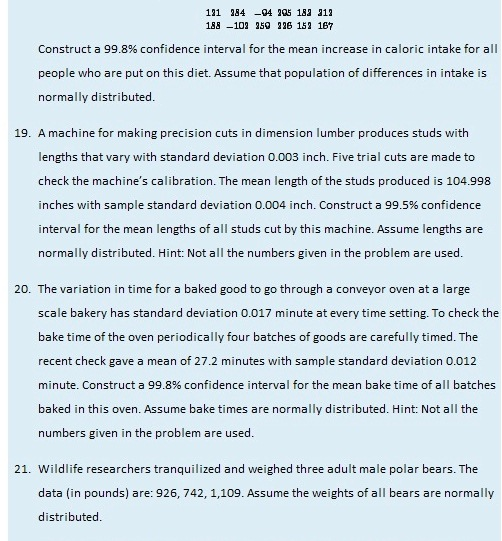 Construct a 99.8% confidence interval for the mean increase in caloric intake for all
people who are put on this diet. Assume that population of differences in intake is
normally distributed.
19. A machine for making precision cuts in dimension lumber produces studs with
lengths that vary with standard deviation 0.003 inch. Five trial cuts are made to
check the machine's calibration. The mean length of the studs produced is 104.998
inches with sample standard deviation 0.004 inch. Construct a 99.5% confidence
interval for the mean lengths of all studs cut by this machine. Assume lengths are
normally distributed. Hint: Not all the numbers given in the problem are used.
20. The variation in time for a baked good to go through a conveyor oven at a large
scale bakery has standard deviation 0.017 minute at every time setting. To check the
bake time of the oven periodically four batches of goods are carefully timed. The
recent check gave a mean of 27.2 minutes with sample standard deviation 0.012
minute. Construct a 99.8% confidence interval for the mean bake time of all batches
baked in this oven. Assume bake times are normally distributed. Hint: Not all the
numbers given in the problem are used.
21. Wildlife researchers tranquilized and weighed three adult male polar bears. The
data (in pounds) are: 926, 742, 1,109. Assume the weights of all bears are normally
distributed.